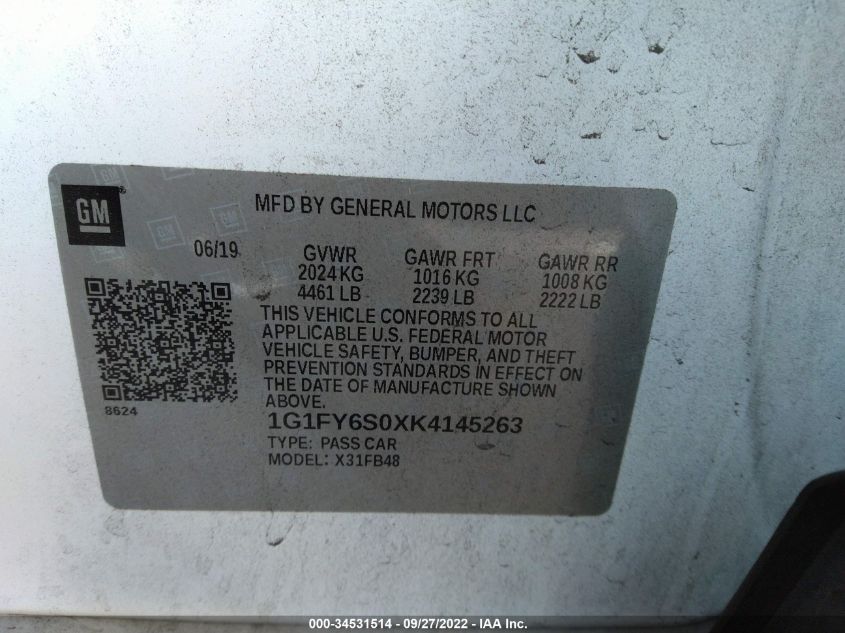 GM®
MFD BY GENERAL MOTORS LLC
06/19 GVWR GAWR FRT GAWR RR
2024 KG 1016 KG 1008 KG
4461 LB 2239 LB 2222 LB
THIS VEHICLE CONFORMS TO ALL
APPLICABLE U.S. FEDERAL MOTOR
VEHICLE SAFETY, BUMPER, AND THEFT
PREVENTION STANDARDS IN EFFECT ON
THE DATE OF MANUFACTURE SHOWN
ABOVE.
8624
1G1FY6S0XK4145263
TYPE: PASS CAR
MODEL: X31FB48
000-34531514 - 09/27/2022 - IAA Inc.